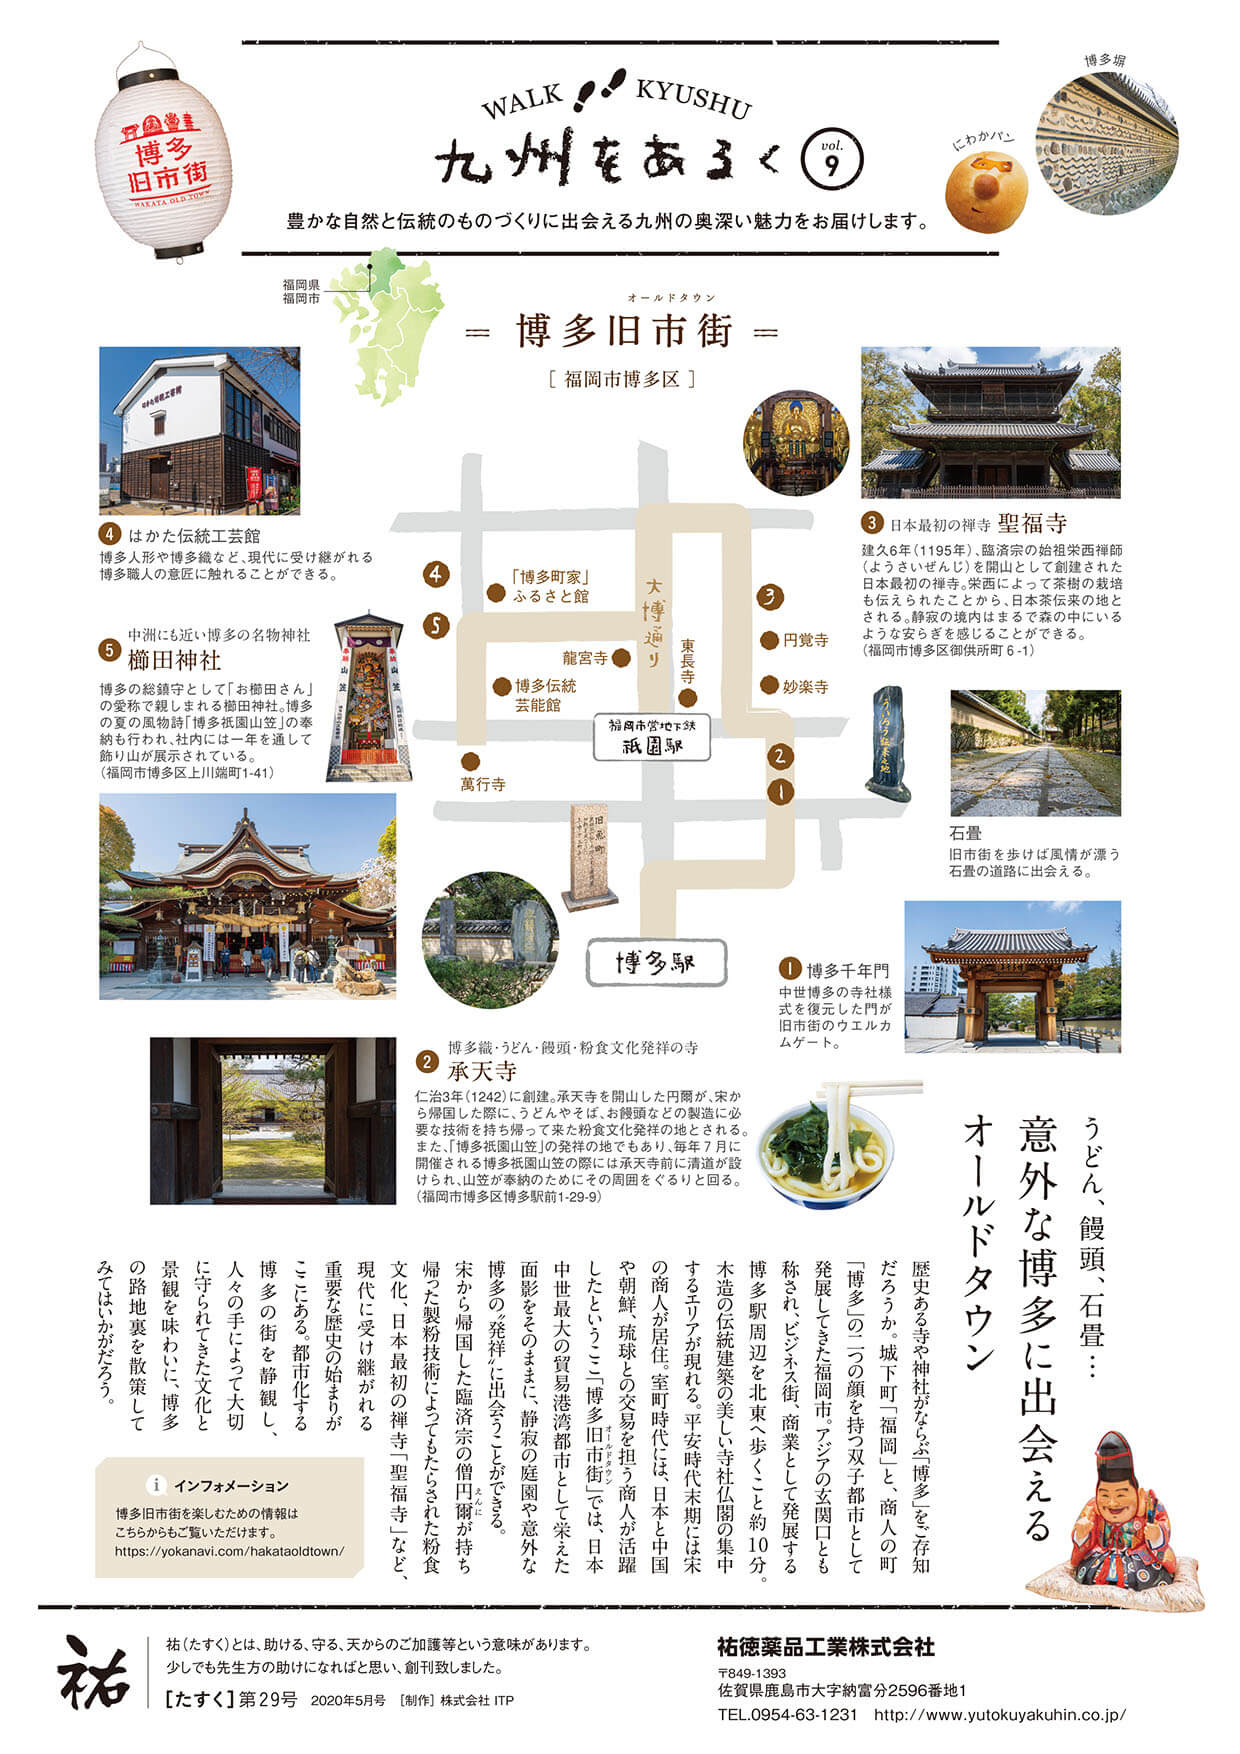 WALK KYUSHU
九州をあるく vol. 9
豊かな自然と伝統のものづくりに出会える九州の奥深い魅力をお届けします。
博多
旧市街
HAKATA OLD TOWN
博多塀
にわかパン
福岡県
福岡市
オールドタウン
博多旧市街
[ 福岡市博多区 ]
はかた伝統工芸館
4 はかた伝統工芸館
博多人形や博多織など、現代に受け継がれる
博多職人の意匠に触れることができる。
3 日本最初の禅寺 聖福寺
建久6年（1195年）、臨済宗の始祖栄西禅師
（ようさいぜんじ）を開山として創建された
日本最初の禅寺。栄西によって茶樹の栽培
も伝えられたことから、日本茶伝来の地と
される。静寂の境内はまるで森の中にいる
ような安らぎを感じることができる。
（福岡市博多区御供所町６-１）
中洲にも近い博多の名物神社
5 櫛田神社
博多の総鎮守として「お櫛田さん」
の愛称で親しまれる櫛田神社。博多
の夏の風物詩「博多祇園山笠」の奉
納も行われ、社内には一年を通して
飾り山が展示されている。
（福岡市博多区上川端町1-41）
4
5
「博多町家」
ふるさと館
大博通り
3
円覚寺
妙楽寺
龍宮寺
東長寺
博多伝統
芸能館
福岡市営地下鉄
祇園駅
2
1
萬行寺
博多駅
ういろう伝来之地
石畳
旧市街を歩けば風情が漂う
石畳の道路に出会える。
1 博多千年門
中世博多の寺社様
式を復元した門が
旧市街のウエルカ
ムゲート。
博多織・うどん・饅頭・粉食文化発祥の寺
2 承天寺
仁治3年（1242）に創建。承天寺を開山した円爾が、宋か
ら帰国した際に、うどんやそば、お饅頭などの製造に必
要な技術を持ち帰って来た粉食文化発祥の地とされる。
また、「博多祇園山笠」の発祥の地でもあり、毎年７月に
開催される博多祇園山笠の際には承天寺前に清道が設
けられ、山笠が奉納のためにその周囲をぐるりと回る。
（福岡市博多区博多駅前1-29-9）
うどん、饅頭、石畳…
意外な博多に出会える
オールドタウン
歴史ある寺や神社がならぶ「博多」をご存知
だろうか。城下町「福岡」と、商人の町
「博多」の二つの顔を持つ双子都市として
発展してきた福岡市。アジアの玄関口とも
称され、ビジネス街、商業として発展する
博多駅周辺を北東へ歩くこと約10分。
木造の伝統建築の美しい寺社仏閣の集中
するエリアが現れる。平安時代末期には宋
の商人が居住。室町時代には、日本と中国
や朝鮮、琉球との交易を担う商人が活躍
したというここ「博多旧市街（オールドタウン）」では、日本
中世最大の貿易港湾都市として栄えた
面影をそのままに、静寂の庭園や意外な
博多の〝発祥〟に出会うことができる。
宋から帰国した臨済宗の僧円爾（えんに）が持ち
帰った製粉技術によってもたらされた粉食
文化、日本最初の禅寺「聖福寺」など、
現代に受け継がれる
重要な歴史の始まりが
ここにある。都市化する
博多の街を静観し、
人々の手によって大切
に守られてきた文化と
景観を味わいに、博多
の路地裏を散策して
みてはいかがだろう。
i インフォメーション
博多旧市街を楽しむための情報は
こちらからもご覧いただけます。
https://yokanavi.com/hakataoldtown/
祐
祐（たすく）とは、助ける、守る、天からのご加護等という意味があります。
少しでも先生方の助けになればと思い、創刊致しました。
［たすく］第29号 2020年5月号 ［制作］株式会社 ITP
祐徳薬品工業株式会社
〒849-1393
佐賀県鹿島市大字納富分2596番地1
TEL.0954-63-1231 http://www.yutokuyakuhin.co.jp/